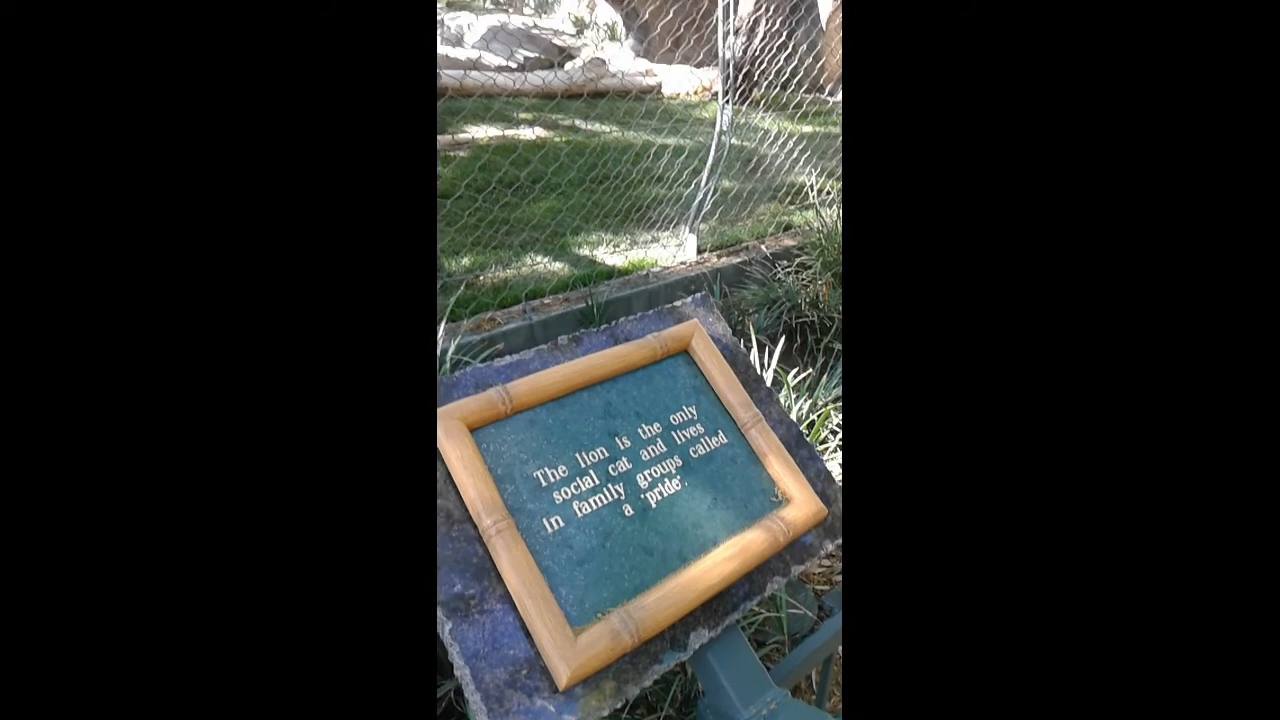 The lion is the only
social cat and lives
in family groups called
a 'pride'.